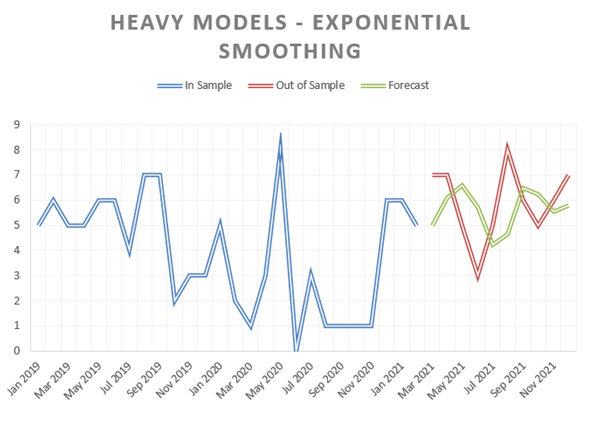 HEAVY MODELS - EXPONENTIAL
SMOOTHING
In Sample Out of Sample Forecast
9
8
7
6
5
4
3
2
1
0
Jan 2019 Mar 2019 May 2019 Jul 2019 Sep 2019 Nov 2019 Jan 2020 Mar 2020 May 2020 Jul 2020 Sep 2020 Nov 2020 Jan 2021 Mar 2021 May 2021 Jul 2021 Sep 2021 Nov 2021